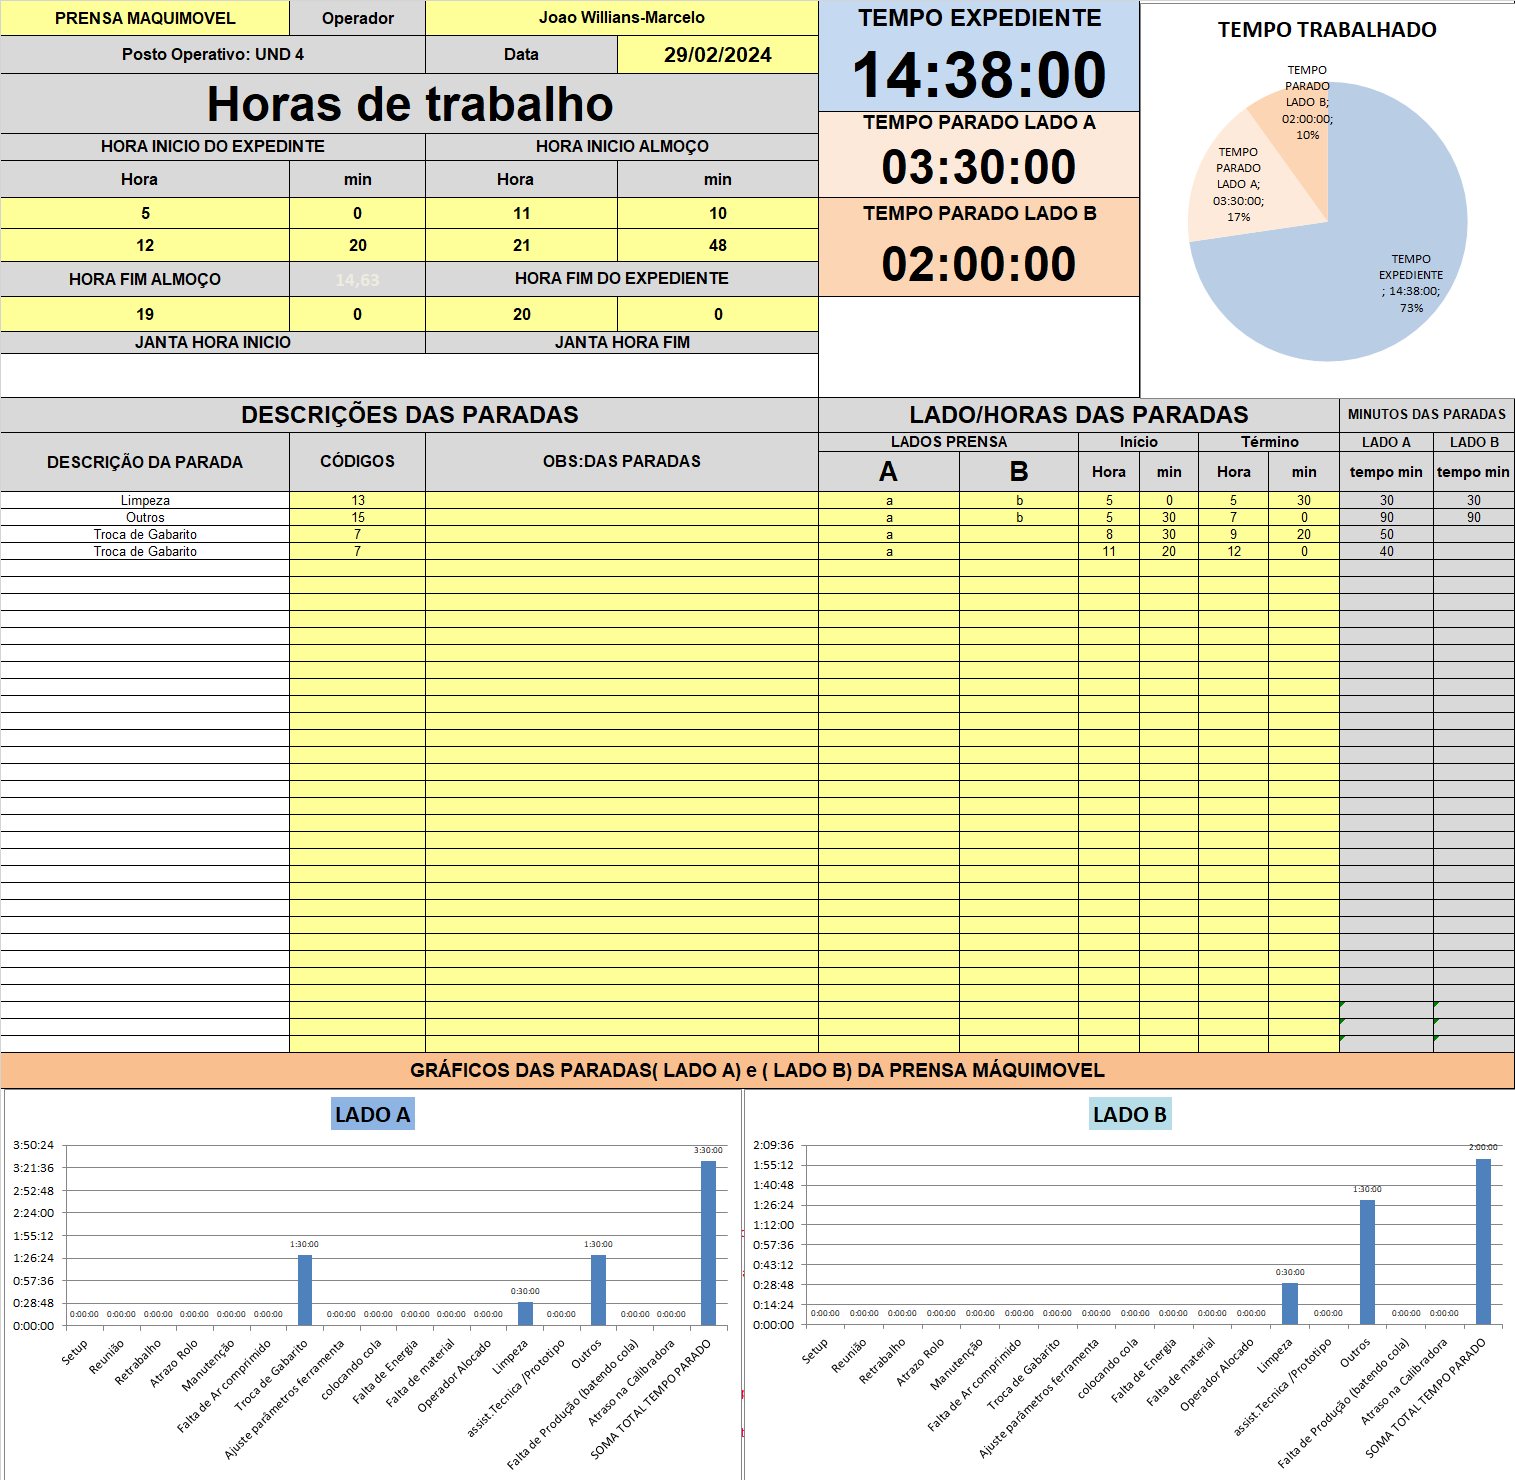 PRENSA MAQUIMOVEL Operador Joao Willians-Marcelo
Posto Operativo: UND 4 Data 29/02/2024
Horas de trabalho
HORA INICIO DO EXPEDINTE HORA INICIO ALMOÇO
Hora min Hora min
5 0 11 10
12 20 21 48
HORA FIM ALMOÇO 14,63 HORA FIM DO EXPEDIENTE
19 0 20 0
JANTA HORA INICIO JANTA HORA FIM
TEMPO EXPEDIENTE
14:38:00
TEMPO PARADO LADO A
03:30:00
TEMPO PARADO LADO B
02:00:00
TEMPO TRABALHADO
TEMPO
PARADO
LADO B;
02:00:00;
10%
TEMPO
PARADO
LADO A;
03:30:00;
17%
TEMPO
EXPEDIENTE
; 14:38:00;
73%
DESCRIÇÕES DAS PARADAS LADO/HORAS DAS PARADAS MINUTOS DAS PARADAS
DESCRIÇÃO DA PARADA CÓDIGOS OBS:DAS PARADAS LADOS PRENSA Início Término LADO A LADO B
A B Hora min Hora min tempo min tempo min
Limpeza 13 a b 5 0 5 30 30 30
Outros 15 a b 5 30 7 0 90 90
Troca de Gabarito 7 a 8 30 9 20 50
Troca de Gabarito 7 a 11 20 12 0 40
GRÁFICOS DAS PARADAS( LADO A) e ( LADO B) DA PRENSA MÁQUIMOVEL
LADO A
3:50:24
3:21:36
2:52:48
2:24:00
1:55:12
1:26:24
0:57:36
0:28:48
0:00:00
0:00:00 0:00:00 0:00:00 0:00:00 0:00:00 0:00:00 1:30:00 0:00:00 0:00:00 0:00:00 0:00:00 0:00:00 0:30:00 0:00:00 1:30:00 0:00:00 0:00:00 3:30:00
Setup
Reunião
Retrabalho
Atrazo Rolo
Manutenção
Falta de Ar comprimido
Troca de Gabarito
Ajuste parâmetros ferramenta
colocando cola
Falta de Energia
Falta de material
Operador Alocado
Limpeza
assist.Tecnica /Prototipo
Outros
Falta de Produção (batendo cola)
Atraso na Calibradora
SOMA TOTAL TEMPO PARADO
LADO B
2:09:36
1:55:12
1:40:48
1:26:24
1:12:00
0:57:36
0:43:12
0:28:48
0:14:24
0:00:00
0:00:00 0:00:00 0:00:00 0:00:00 0:00:00 0:00:00 0:00:00 0:00:00 0:00:00 0:00:00 0:00:00 0:00:00 0:30:00 0:00:00 1:30:00 0:00:00 0:00:00 2:00:00
Setup
Reunião
Retrabalho
Atrazo Rolo
Manutenção
Falta de Ar comprimido
Troca de Gabarito
Ajuste parâmetros ferramenta
colocando cola
Falta de Energia
Falta de material
Operador Alocado
Limpeza
assist.Tecnica /Prototipo
Outros
Falta de Produção (batendo cola)
Atraso na Calibradora
SOMA TOTAL TEMPO PARADO